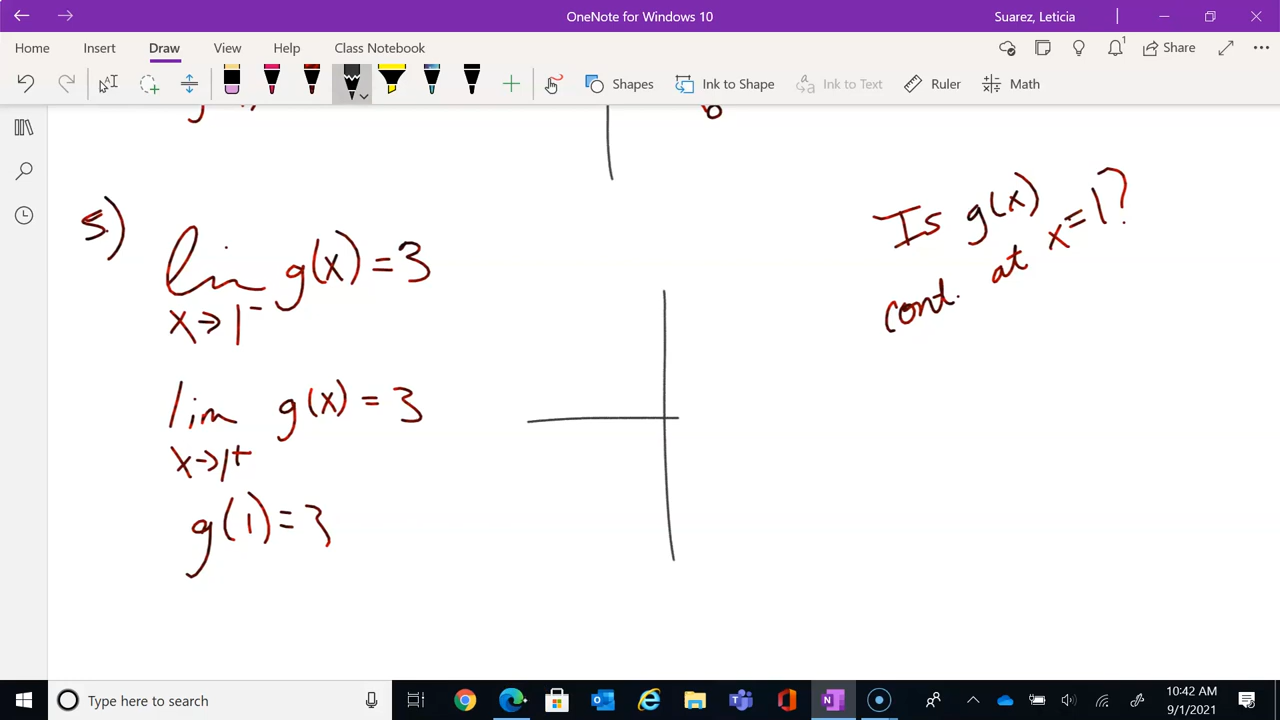 OneNote for Windows 10
Suarez, Leticia
Home Insert Draw View Help Class Notebook
1
Share
Shapes
Ink to Shape
Ink to Text
Ruler
Math
5)
lim g(x) = 3
x→1⁻
lim g(x) = 3
x→1⁺
g(1) = 3
Is g(x)
cont. at x=1?
Type here to search
10:42 AM
9/1/2021